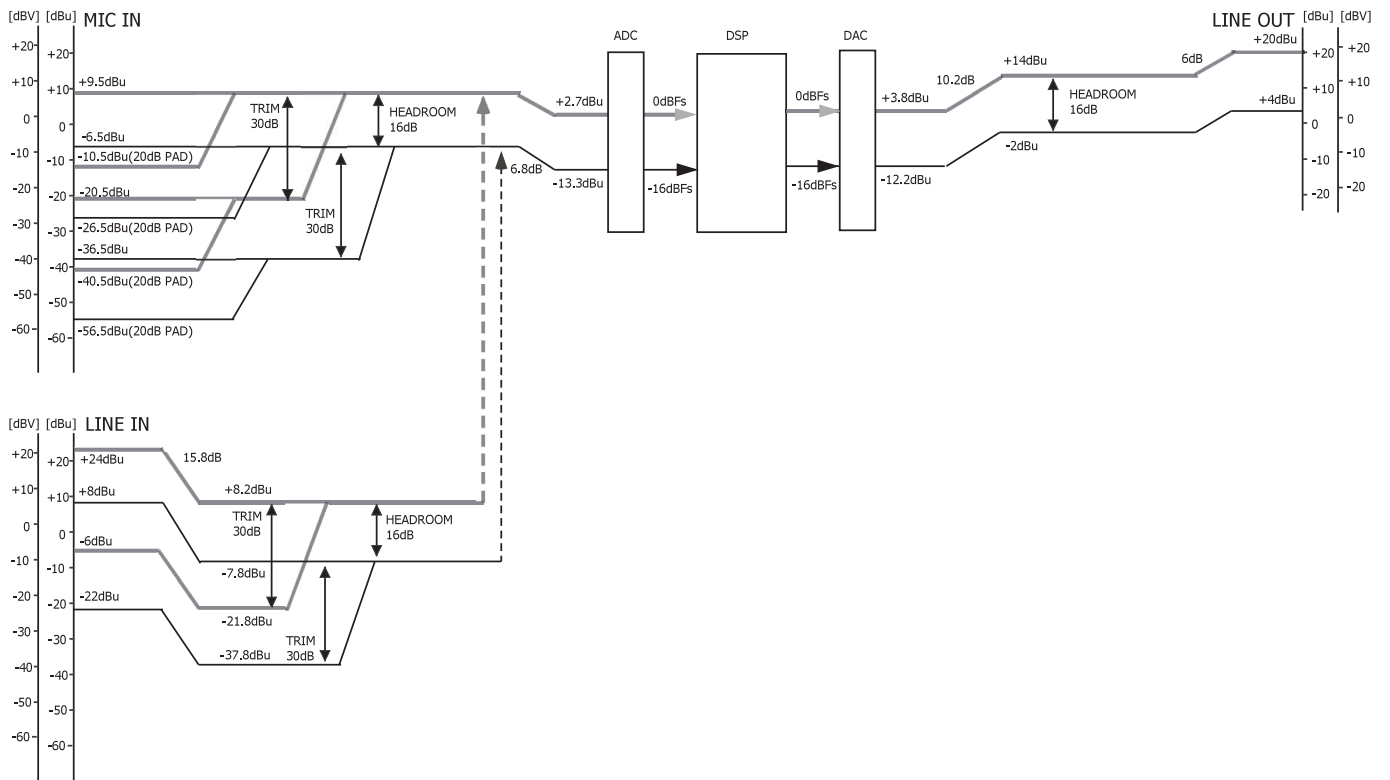 [dBV] [dBu] MIC IN
+20
+10
0
-10
-20
-30
-40
-50
-60
+20
+10
0
-10
-20
-30
-40
-50
-60
+9.5dBu
-6.5dBu
-10.5dBu(20dB PAD)
-20.5dBu
-26.5dBu(20dB PAD)
-36.5dBu
-40.5dBu(20dB PAD)
-56.5dBu(20dB PAD)
TRIM
30dB
TRIM
30dB
HEADROOM
16dB
6.8dB
+2.7dBu
-13.3dBu
ADC
0dBFs
-16dBFs
DSP
0dBFs
-16dBFs
DAC
+3.8dBu
-12.2dBu
10.2dB
+14dBu
HEADROOM
16dB
-2dBu
6dB
LINE OUT
+20dBu
+4dBu
[dBu] [dBV]
+20
+10
0
-10
-20
+20
+10
0
-10
-20
[dBV] [dBu] LINE IN
+20
+10
0
-10
-20
-30
-40
-50
-60
+20
+10
0
-10
-20
-30
-40
-50
-60
+24dBu
+8dBu
-6dBu
-22dBu
15.8dB
+8.2dBu
TRIM
30dB
-7.8dBu
-21.8dBu
TRIM
30dB
-37.8dBu
HEADROOM
16dB